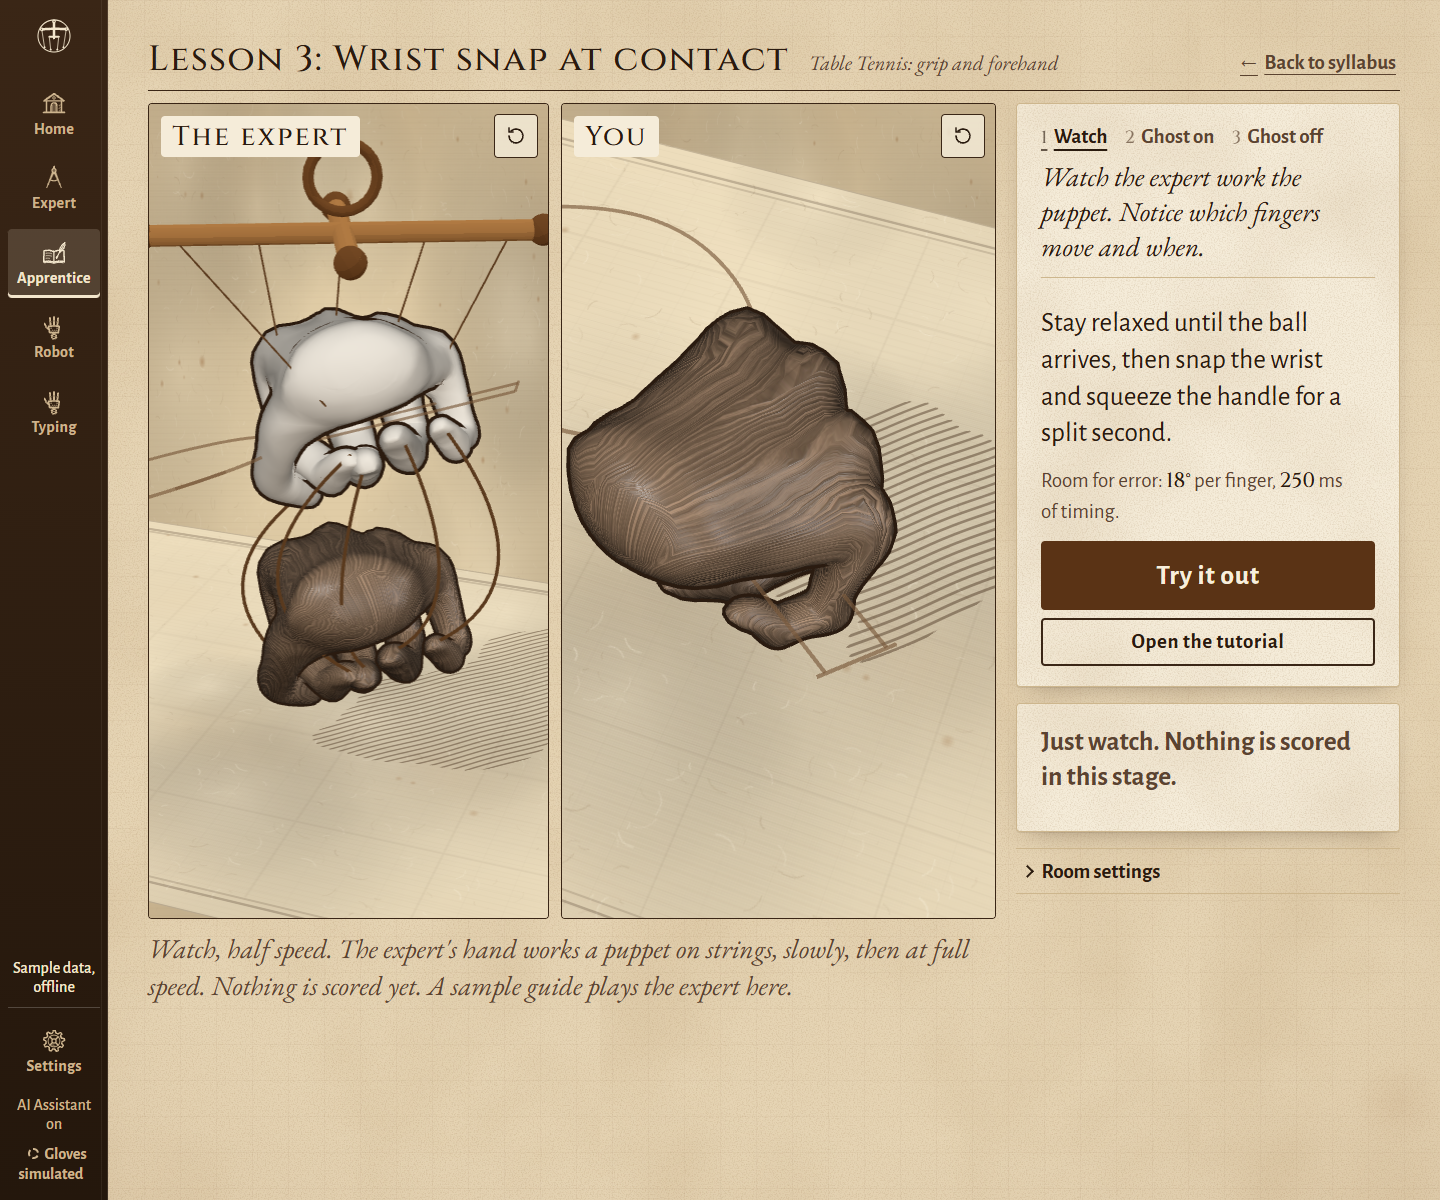 Lesson 3: Wrist snap at contact
Table Tennis: grip and forehand
← Back to syllabus
Home
Expert
Apprentice
Robot
Typing
Sample data,
offline
Settings
AI Assistant
on
Gloves
simulated
The expert
You
1 Watch 2 Ghost on 3 Ghost off
Watch the expert work the
puppet. Notice which fingers
move and when.
Stay relaxed until the ball
arrives, then snap the wrist
and squeeze the handle for a
split second.
Room for error: 18° per finger, 250 ms
of timing.
Try it out
Open the tutorial
Just watch. Nothing is scored
in this stage.
Room settings
Watch, half speed. The expert's hand works a puppet on strings, slowly, then at full
speed. Nothing is scored yet. A sample guide plays the expert here.